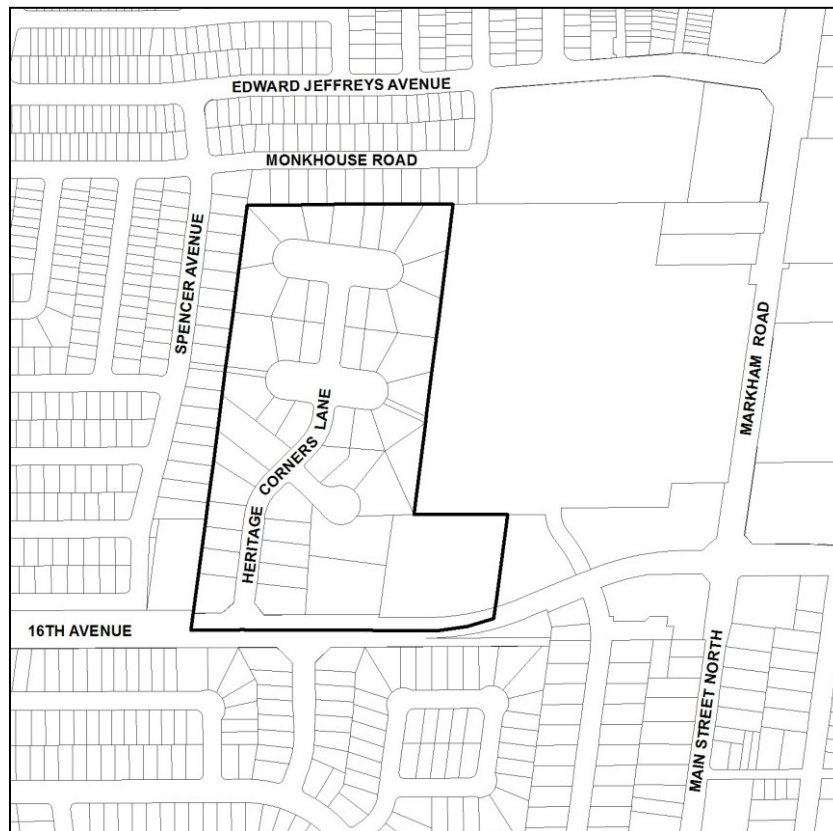 EDWARD JEFFREYS AVENUE
MONKHOUSE ROAD
SPENCER AVENUE
MARKHAM ROAD
HERITAGE CORNERS LANE
16TH AVENUE
MAIN STREET NORTH